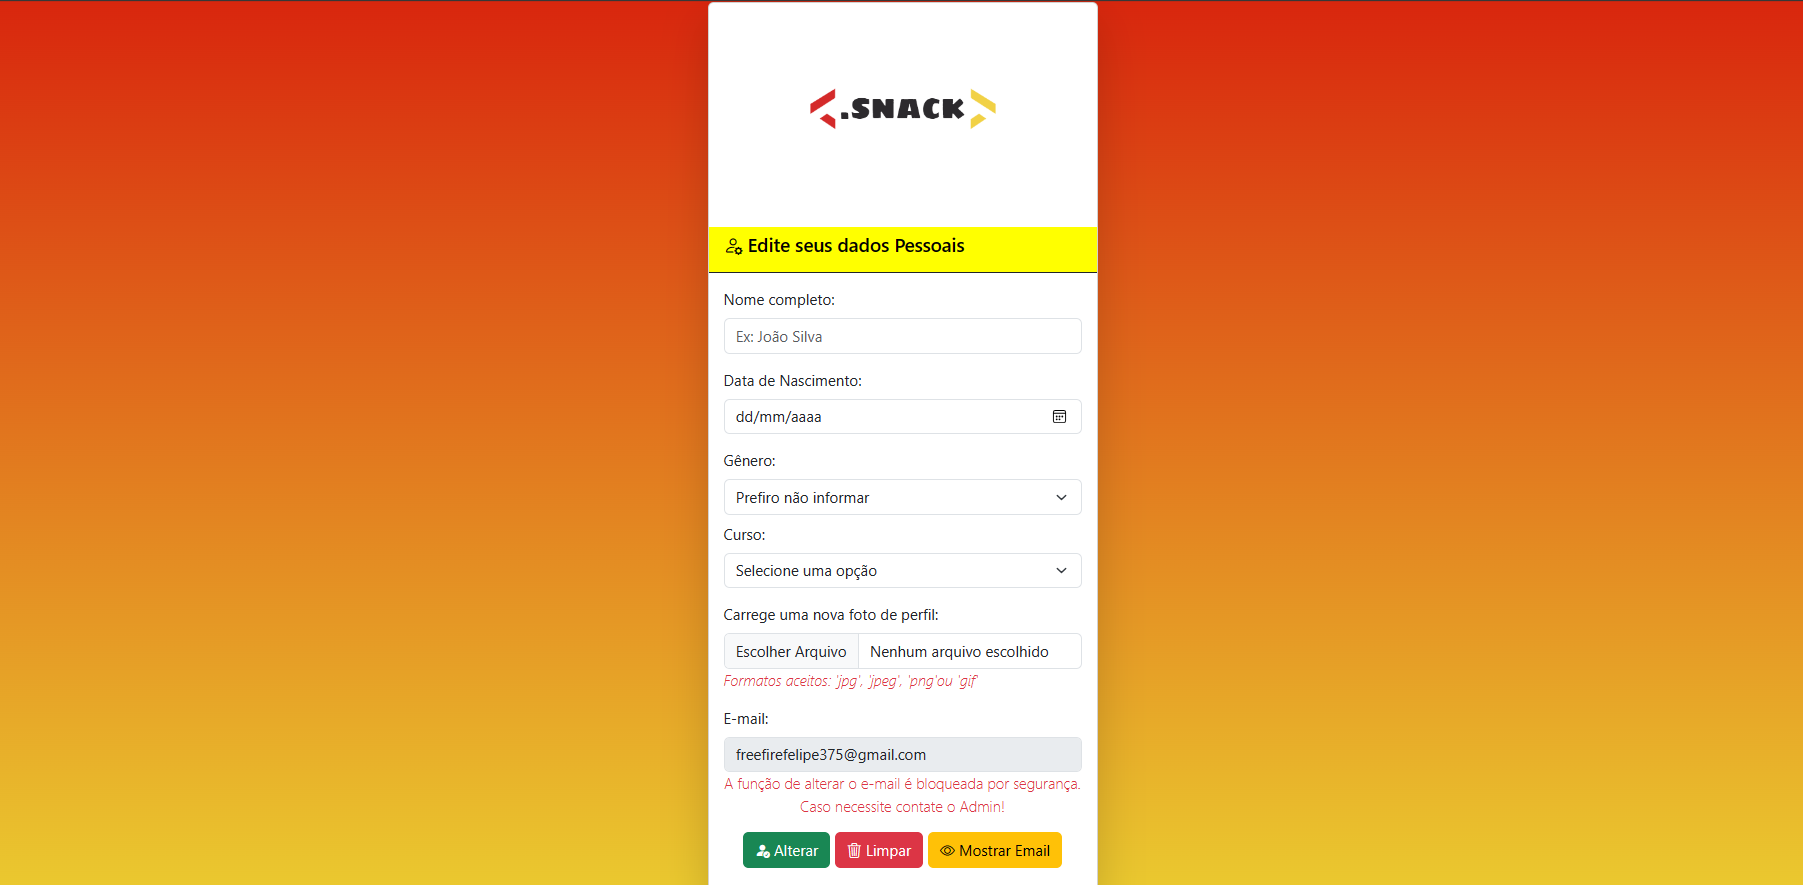 .SNACK
Edite seus dados Pessoais
Nome completo:
Ex: João Silva
Data de Nascimento:
dd/mm/aaaa
Gênero:
Prefiro não informar
Curso:
Selecione uma opção
Carrege uma nova foto de perfil:
Escolher Arquivo Nenhum arquivo escolhido
Formatos aceitos: 'jpg', 'jpeg', 'png'ou 'gif'
E-mail:
freefirefelipe375@gmail.com
A função de alterar o e-mail é bloqueada por segurança.
Caso necessite contate o Admin!
Alterar Limpar Mostrar Email